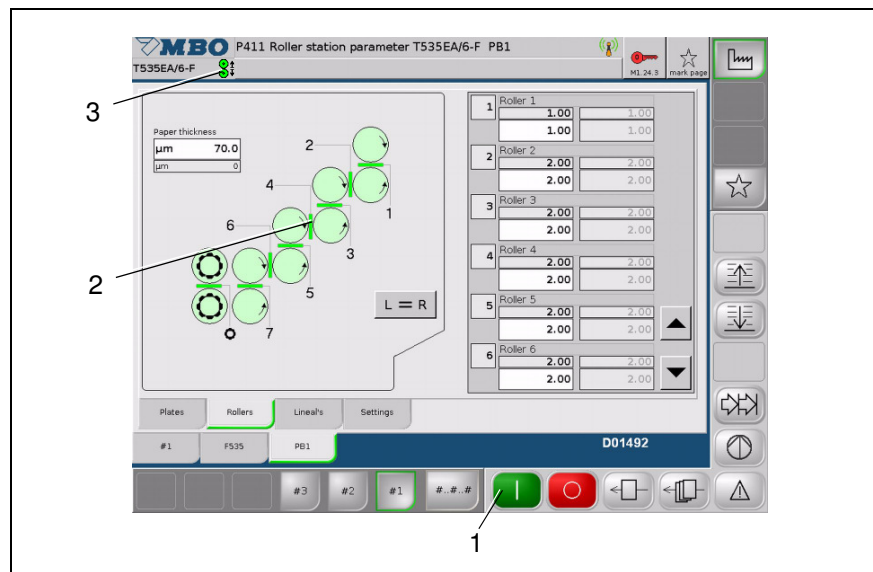 MBO P411 Roller station parameter T535EA/6-F PB1
T535EA/6-F
M1.24.3
mark page
3
Paper thickness
µm 70.0
µm 0
2
4
1
6
3
2
5
7
L = R
1 Roller 1
1.00 1.00
1.00 1.00
2 Roller 2
2.00 2.00
2.00 2.00
3 Roller 3
2.00 2.00
2.00 2.00
4 Roller 4
2.00 2.00
2.00 2.00
5 Roller 5
2.00 2.00
2.00 2.00
6 Roller 6
2.00 2.00
2.00 2.00
Plates Rollers Lineal's Settings
#1 F535 PB1 D01492
#3 #2 #1 #..#..#
1